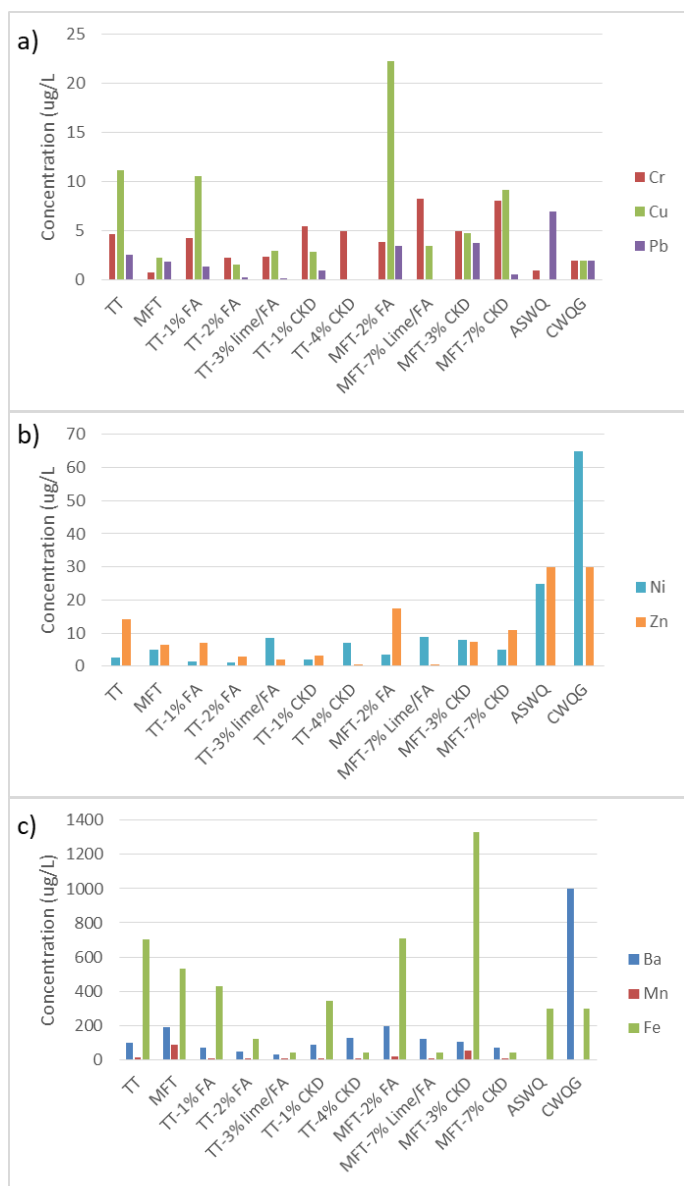 a)
Concentration (ug/L
25
20
15
10
5
0
TT
MFT
TT-1% FA
TT-2% FA
TT-3% lime/FA
TT-1% CKD
TT-4% CKD
MFT-2% FA
MFT-7% Lime/FA
MFT-3% CKD
MFT-7% CKD
ASWQ
CWQG
Cr
Cu
Pb
b)
Concentration (ug/L
70
60
50
40
30
20
10
0
TT
MFT
TT-1% FA
TT-2% FA
TT-3% lime/FA
TT-1% CKD
TT-4% CKD
MFT-2% FA
MFT-7% Lime/FA
MFT-3% CKD
MFT-7% CKD
ASWQ
CWQG
Ni
Zn
c)
Concentration (ug/L)
1400
1200
1000
800
600
400
200
0
TT
MFT
TT-1% FA
TT-2% FA
TT-3% lime/FA
TT-1% CKD
TT-4% CKD
MFT-2% FA
MFT-7% Lime/FA
MFT-3% CKD
MFT-7% CKD
ASWQ
CWQG
Ba
Mn
Fe